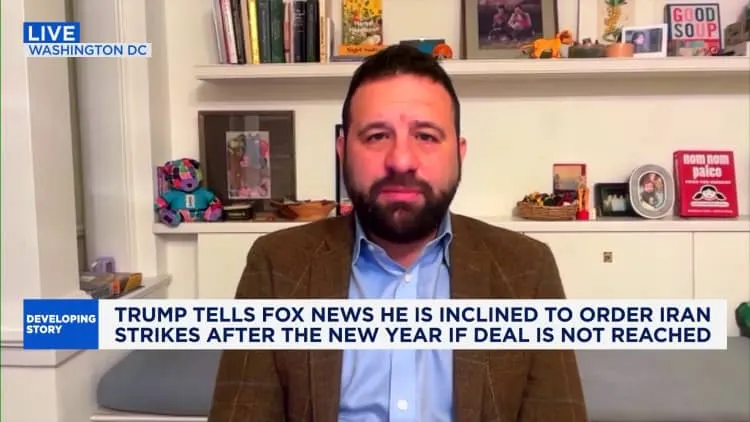 LIVE
WASHINGTON DC
GOOD
SOUP
nom nom
paleo
DEVELOPING
STORY
TRUMP TELLS FOX NEWS HE IS INCLINED TO ORDER IRAN
STRIKES AFTER THE NEW YEAR IF DEAL IS NOT REACHED